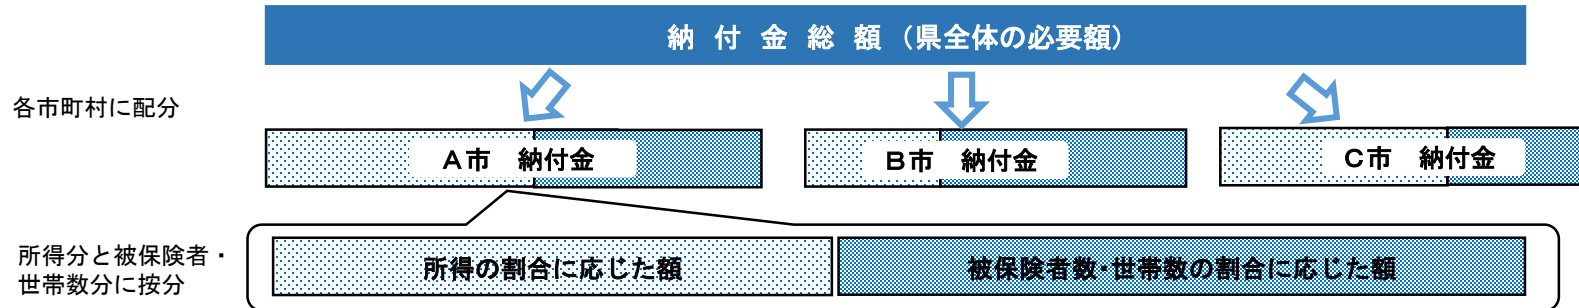 納 付 金 総 額 (県全体の必要額)
各市町村に配分
A市 納付金
B市 納付金
C市 納付金
所得分と被保険者・
世帯数分に按分
所得の割合に応じた額
被保険者数・世帯数の割合に応じた額